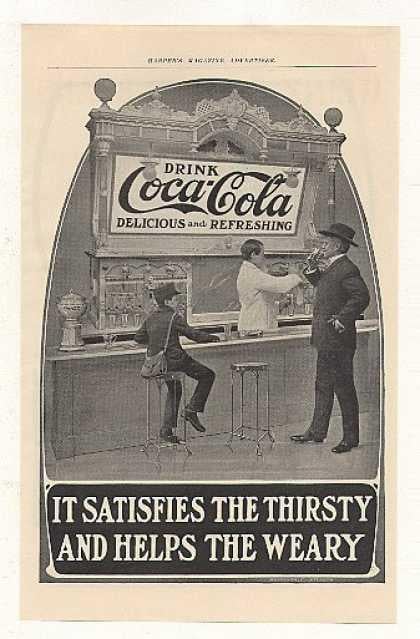 HARPER'S MAGAZINE ADVERTISER.
DRINK
Coca-Cola
DELICIOUS and REFRESHING
IT SATISFIES THE THIRSTY
AND HELPS THE WEARY